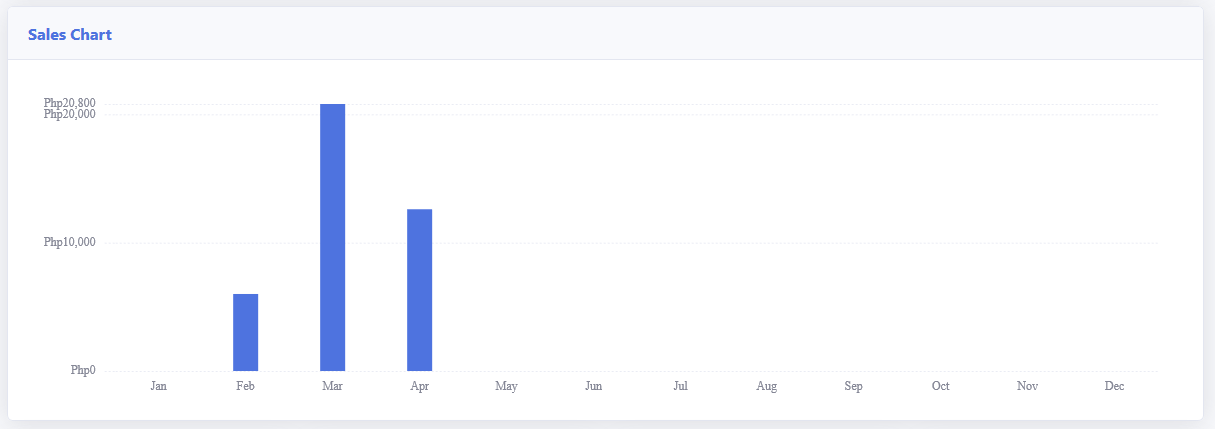 Sales Chart
Php20,800
Php20,000
Php10,000
Php0
Jan Feb Mar Apr May Jun Jul Aug Sep Oct Nov Dec